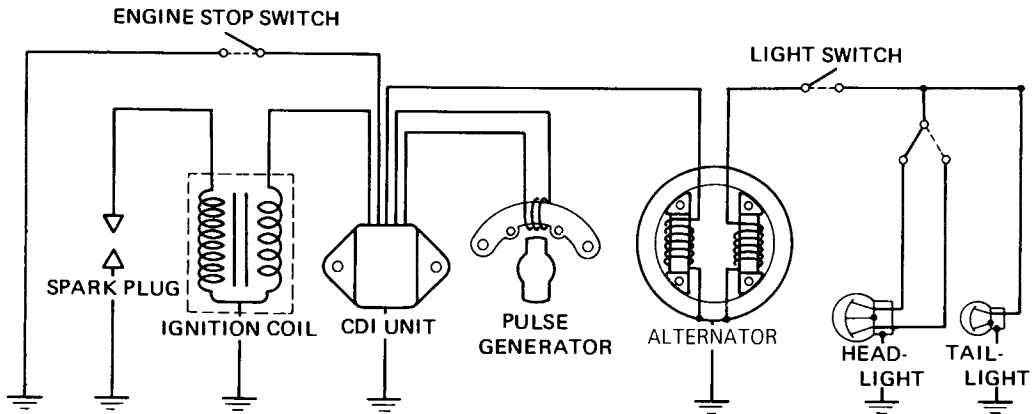 ENGINE STOP SWITCH
LIGHT SWITCH
SPARK PLUG
IGNITION COIL
CDI UNIT
PULSE
GENERATOR
ALTERNATOR
HEAD-
LIGHT
TAIL-
LIGHT